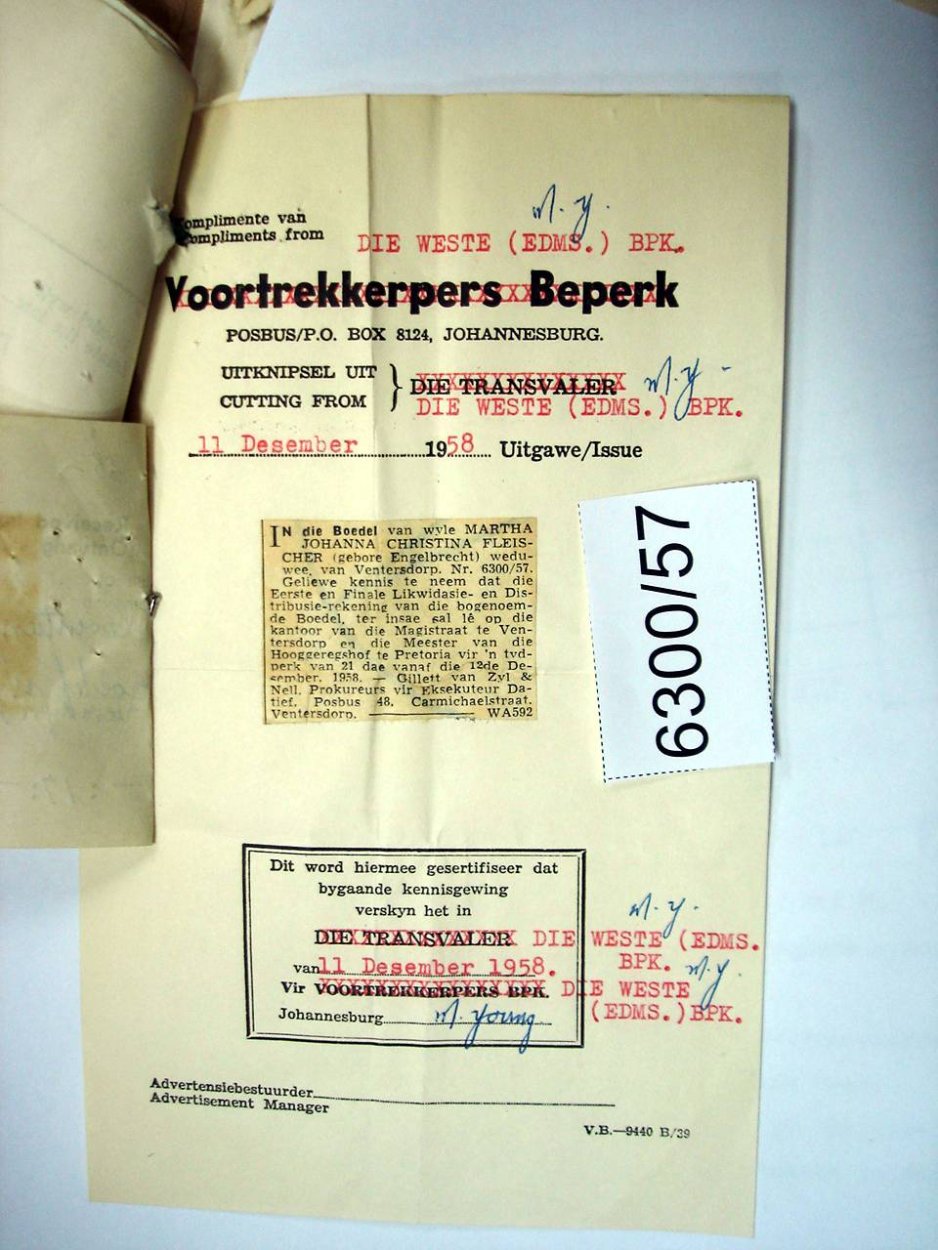 Komplimente van
Compliments from
M. Y.
DIE WESTE (EDMS.) BPK.
Voortrekkerpers Beperk
POSBUS/P.O. BOX 8124, JOHANNESBURG.
UITKNIPSEL UIT
CUTTING FROM
} DIE TRANSVALER M. Y
DIE WESTE (EDMS.) BPK.
11 Desember 1958 Uitgawe/Issue
IN die Boedel van wyle MARTHA
JOHANNA CHRISTINA FLEIS-
CHER (gebore Engelbrecht) wedu-
wee, van Ventersdorp. Nr. 6300/57.
Geliewe kennis te neem dat die
Eerste en Finale Likwidasie- en Dis-
tribusie-rekening van die bogenoem-
de Boedel, ter insae sal lê op die
kantoor van die Magistraat te Ven-
tersdorp en die Meester van die
Hooggeregshof te Pretoria vir 'n tyd-
perk van 21 dae vanaf die 12de De-
sember, 1958. — Gillett van Zyl &
Nell, Prokureurs vir Eksekuteur Da-
tief, Posbus 48, Carmichaelstraat,
Ventersdorp. WA592
6300/57
Dit word hiermee gesertifiseer dat
bygaande kennisgewing
verskyn het in
M. Y.
DIE TRANSVALER DIE WESTE (EDMS.
BPK. M. Y.
van 11 Desember 1958.
Vir VOORTREKKERPERS BPK. DIE WESTE
(EDMS.) BPK.
Johannesburg M. Young
Advertensiebestuurder
Advertisement Manager
V.B.—9440 B/39